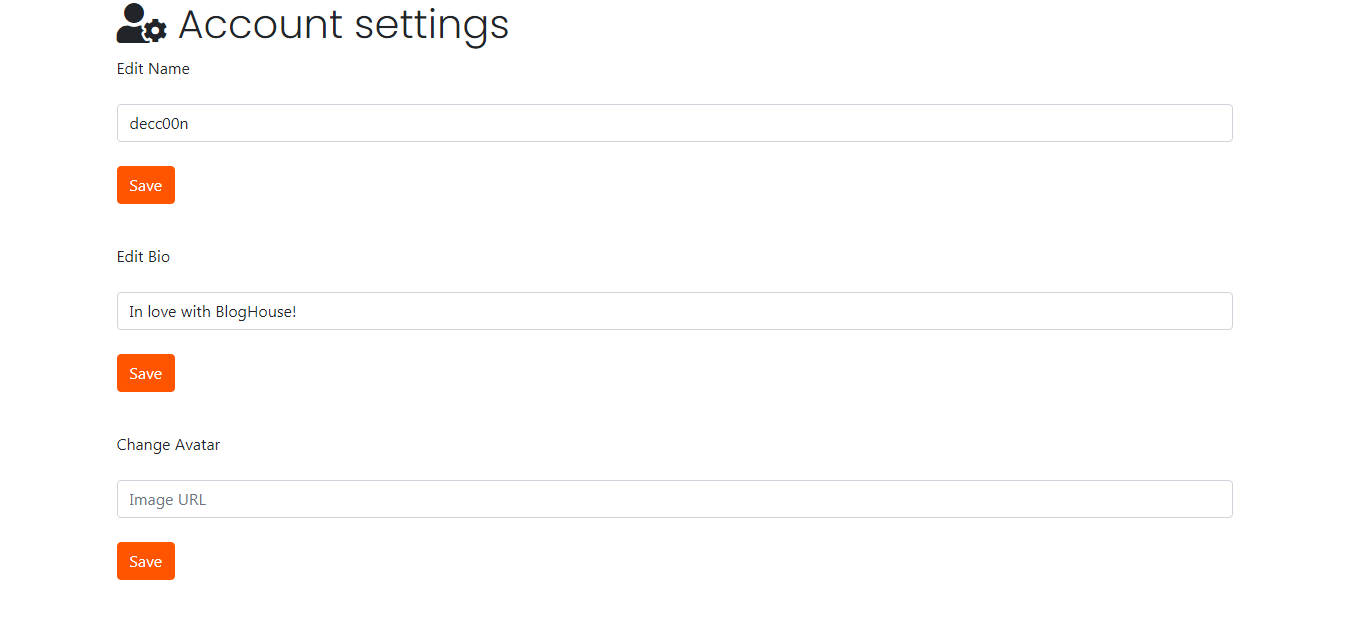 Account settings
Edit Name
decc00n
Save
Edit Bio
In love with BlogHouse!
Save
Change Avatar
Image URL
Save